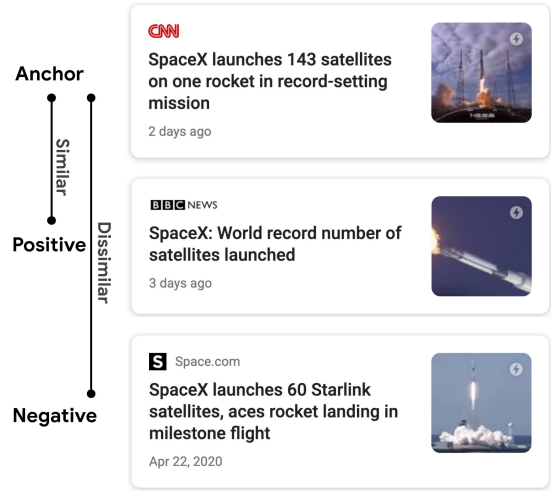 CNN
SpaceX launches 143 satellites
on one rocket in record-setting
mission
2 days ago
Anchor
Similar
Dissimilar
Positive
BBC NEWS
SpaceX: World record number of
satellites launched
3 days ago
S Space.com
SpaceX launches 60 Starlink
satellites, aces rocket landing in
milestone flight
Apr 22, 2020
Negative